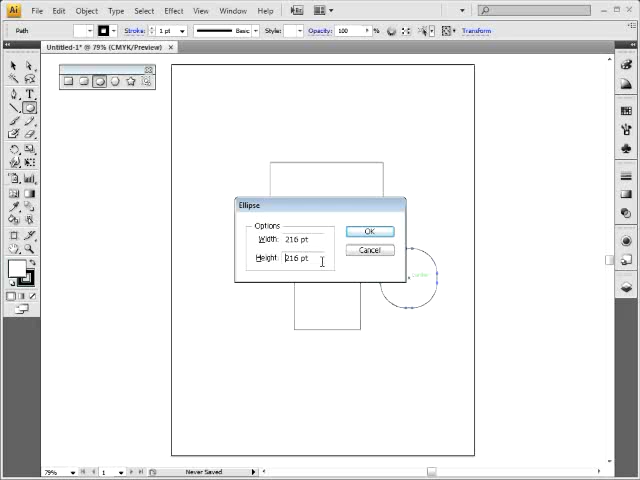 Ai File Edit Object Type Select Effect View Window Help
Path Stroke: 1 pt Basic Style: Opacity: 100 % Transform
Untitled-1* @ 79% (CMYK/Preview) ×
Ellipse
Options
Width: 216 pt
Height: 216 pt
OK
Cancel
79% 1 Never Saved